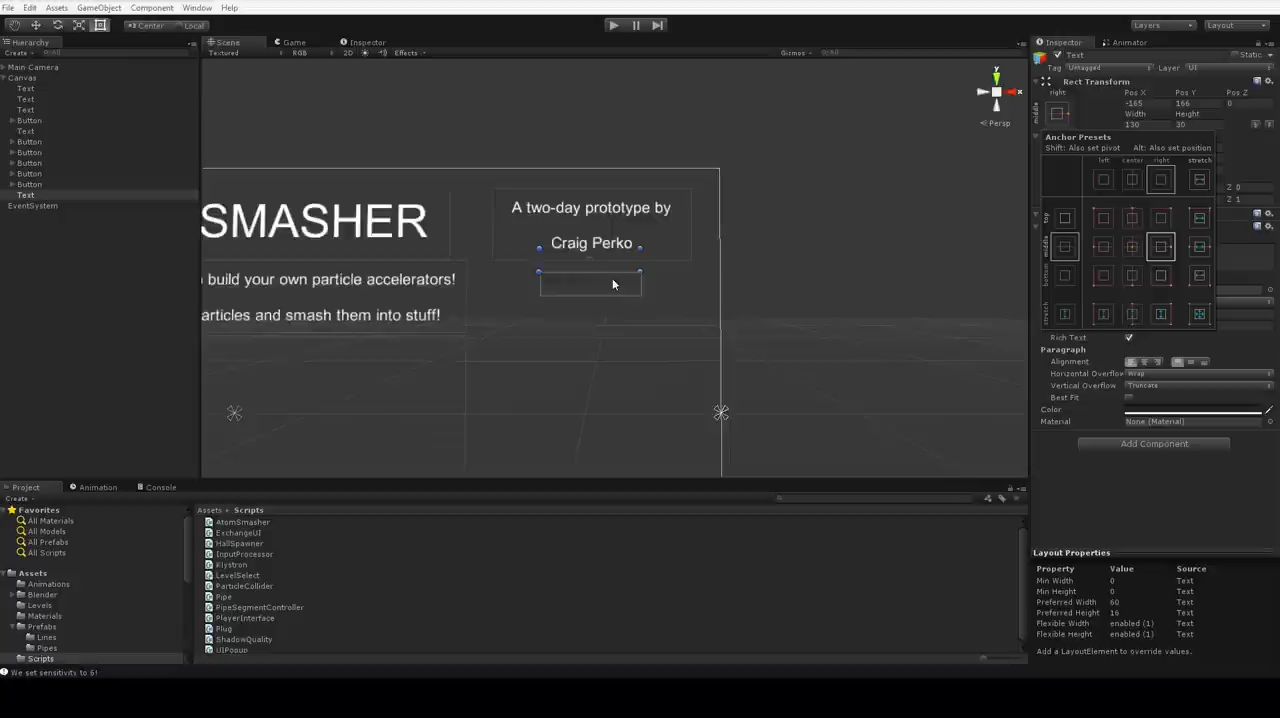 File Edit Assets GameObject Component Window Help
Center Local Layers Layout
Hierarchy Scene Game Inspector Inspector Animator
Create Textured RGB 2D Effects Gizmos
Main Camera
Canvas
Text
Text
Text
Button
Text
Button
Button
Button
Button
Button
Text
EventSystem
y
x
Persp
SMASHER
A two-day prototype by
Craig Perko
build your own particle accelerators!
articles and smash them into stuff!
Text Static
Tag Untagged Layer UI
Rect Transform
right Pos X Pos Y Pos Z
middle -165 166 0
Width Height
130 30
Anchor Presets
Shift: Also set pivot Alt: Also set position
left center right stretch
top
middle
bottom
stretch
Z 0
Z 1
Rich Text
Paragraph
Alignment
Horizontal Overflow Wrap
Vertical Overflow Truncate
Best Fit
Color
Material None (Material)
Add Component
Project Animation Console
Create
Favorites
All Materials
All Models
All Prefabs
All Scripts
Assets
Animations
Blender
Levels
Materials
Prefabs
Lines
Pipes
Scripts
Assets Scripts
AtomSmasher
ExchangeUI
HallSpawner
InputProcessor
Klystron
LevelSelect
ParticleCollider
Pipe
PipeSegmentController
PlayerInterface
Plug
ShadowQuality
UIPopup
Layout Properties
Property Value Source
Min Width 0 Text
Min Height 0 Text
Preferred Width 60 Text
Preferred Height 16 Text
Flexible Width enabled (1) Text
Flexible Height enabled (1) Text
Add a LayoutElement to override values.
We set sensitivity to 6!